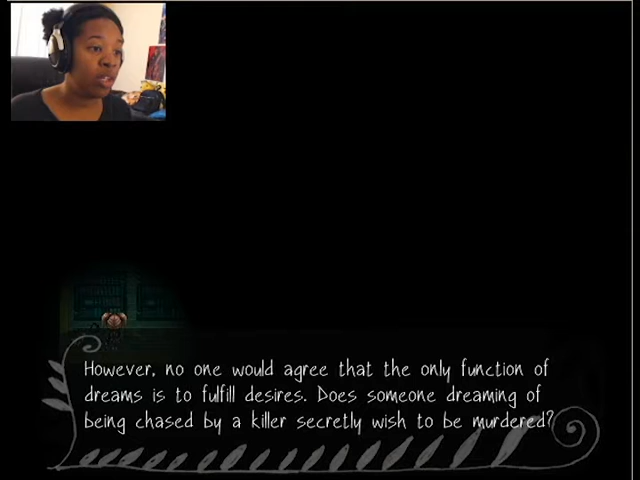 However, no one would agree that the only function of
dreams is to fulfill desires. Does someone dreaming of
being chased by a killer secretly wish to be murdered?